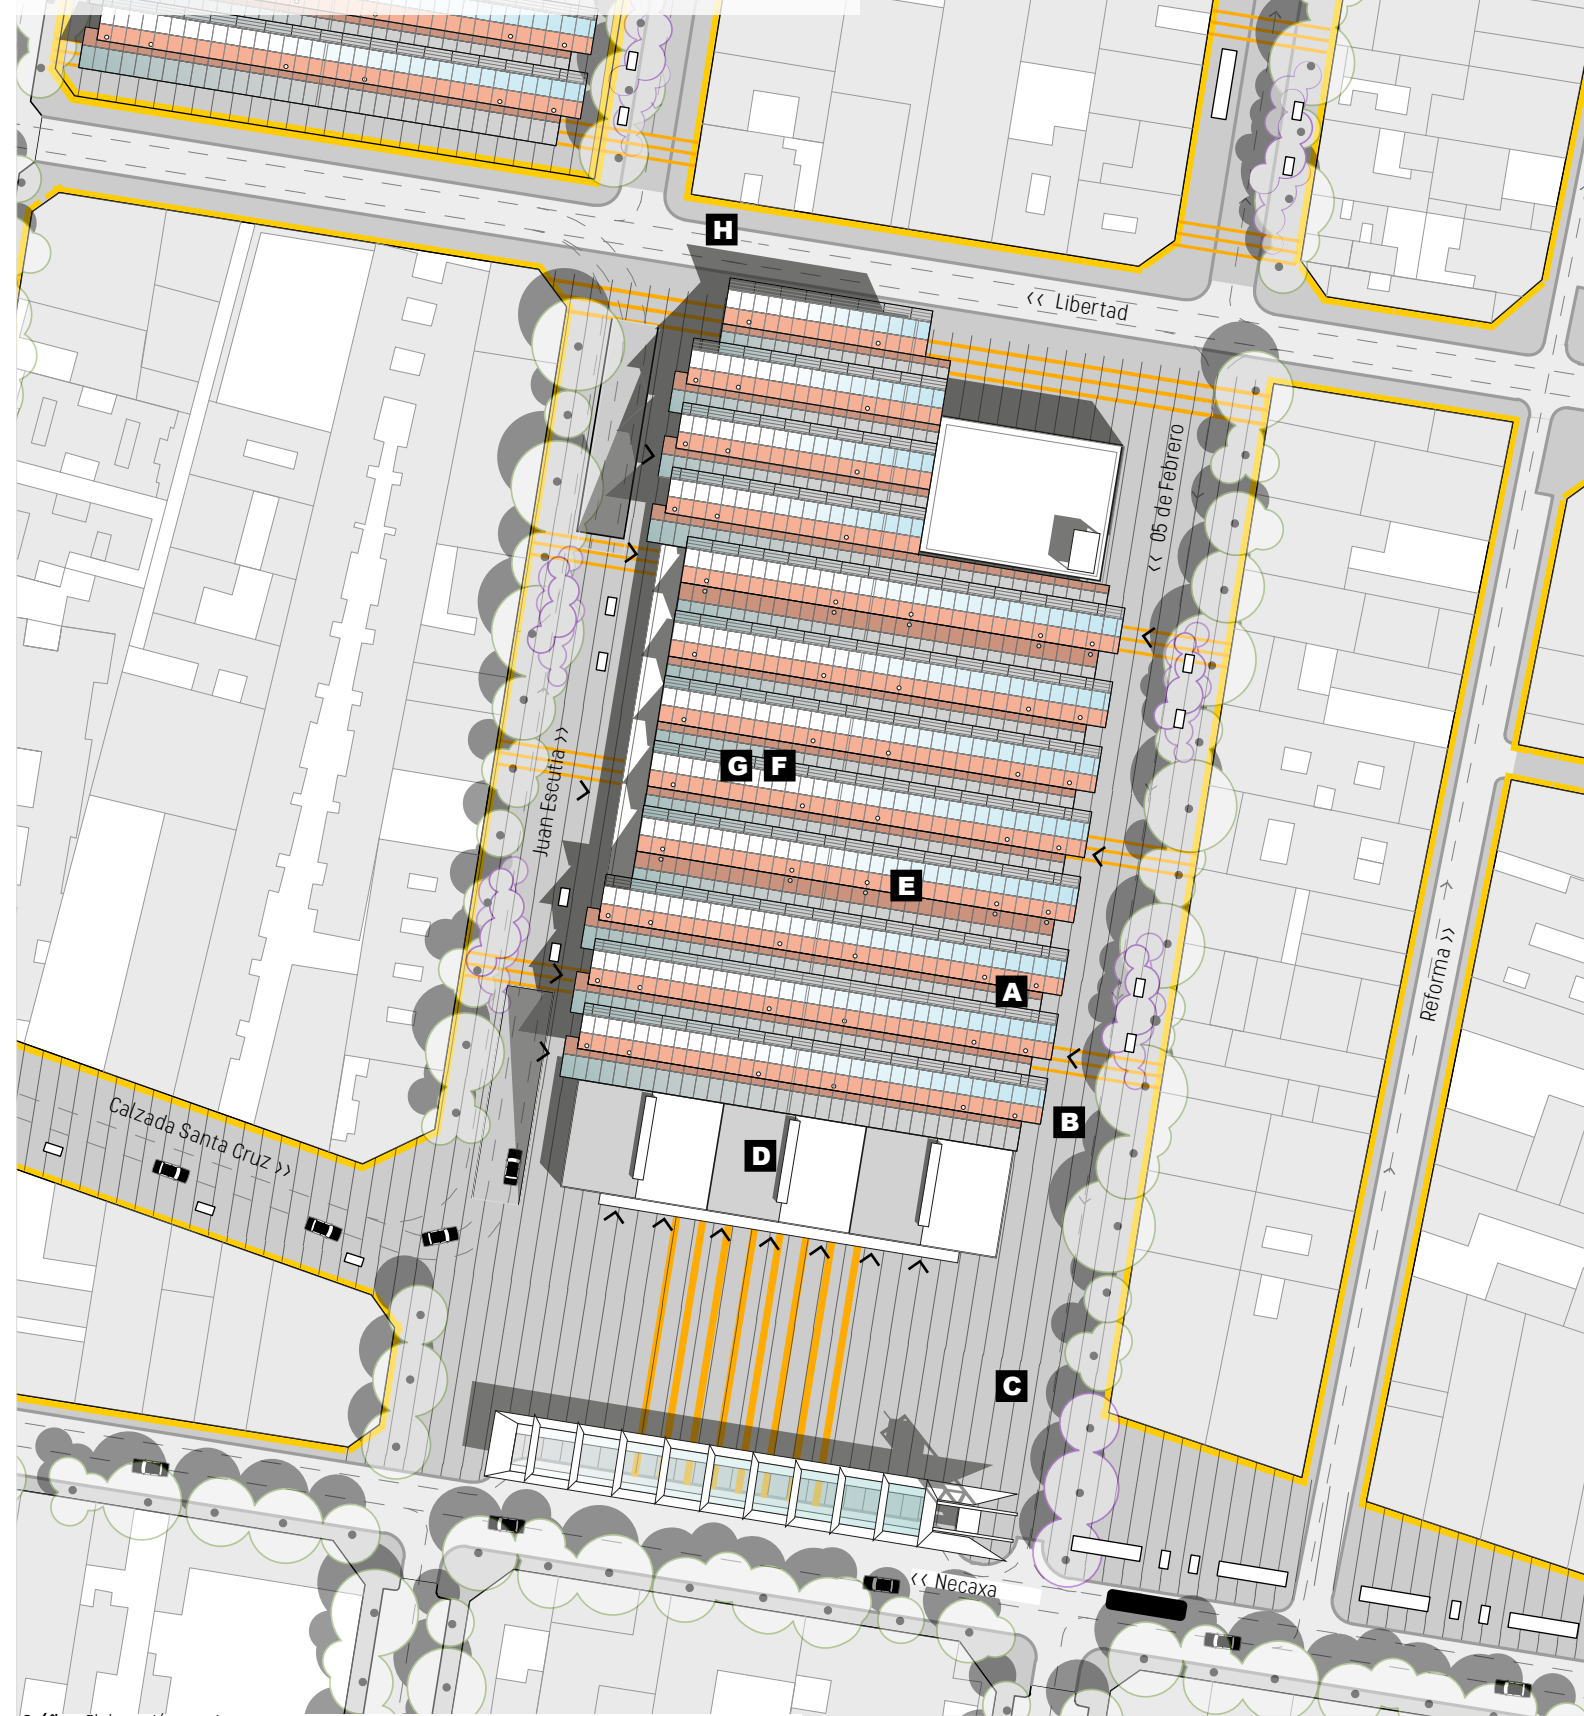 H
<< Libertad
<< 05 de Febrero
G F
Juan Escutia >>
E
Reforma >>
A
Calzada Santa Cruz >>
B
D
C
<< Necaxa